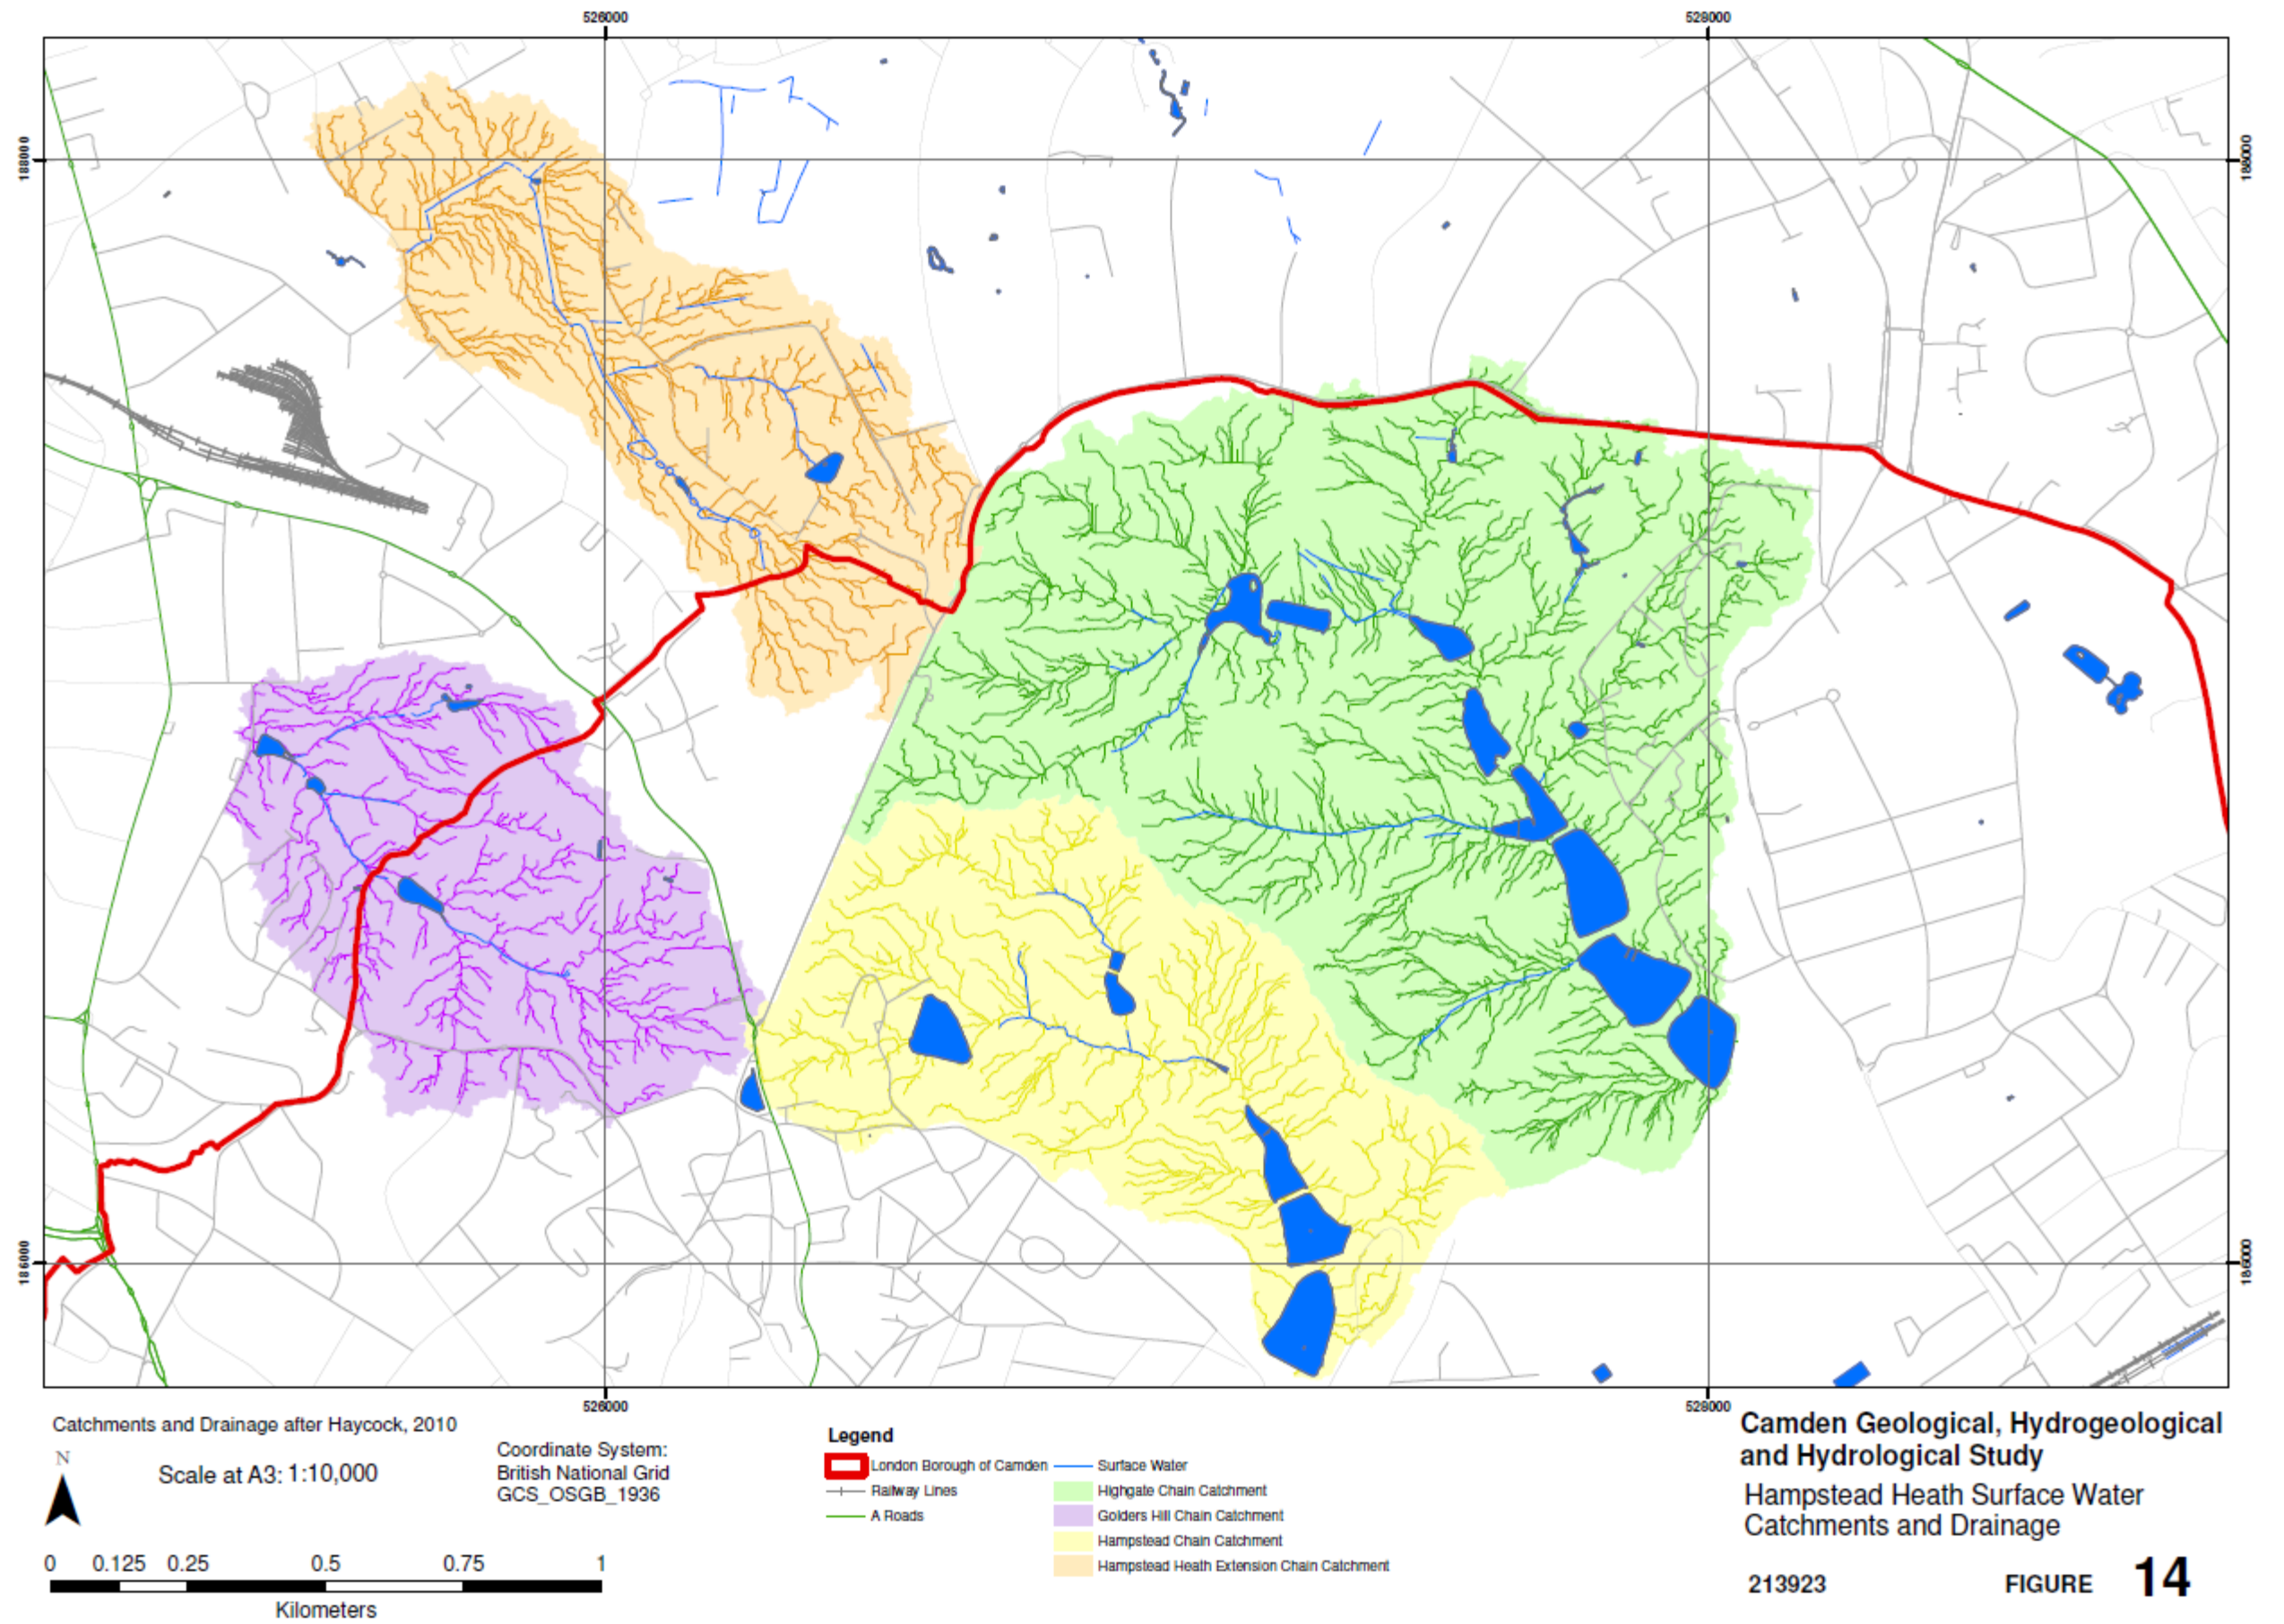 526000
528000
188000
188000
186000
186000
526000
528000
Catchments and Drainage after Haycock, 2010
N
Scale at A3: 1:10,000
Coordinate System:
British National Grid
GCS_OSGB_1936
0 0.125 0.25 0.5 0.75 1
Kilometers
Legend
London Borough of Camden
Railway Lines
A Roads
Surface Water
Highgate Chain Catchment
Golders Hill Chain Catchment
Hampstead Chain Catchment
Hampstead Heath Extension Chain Catchment
Camden Geological, Hydrogeological
and Hydrological Study
Hampstead Heath Surface Water
Catchments and Drainage
213923 FIGURE 14